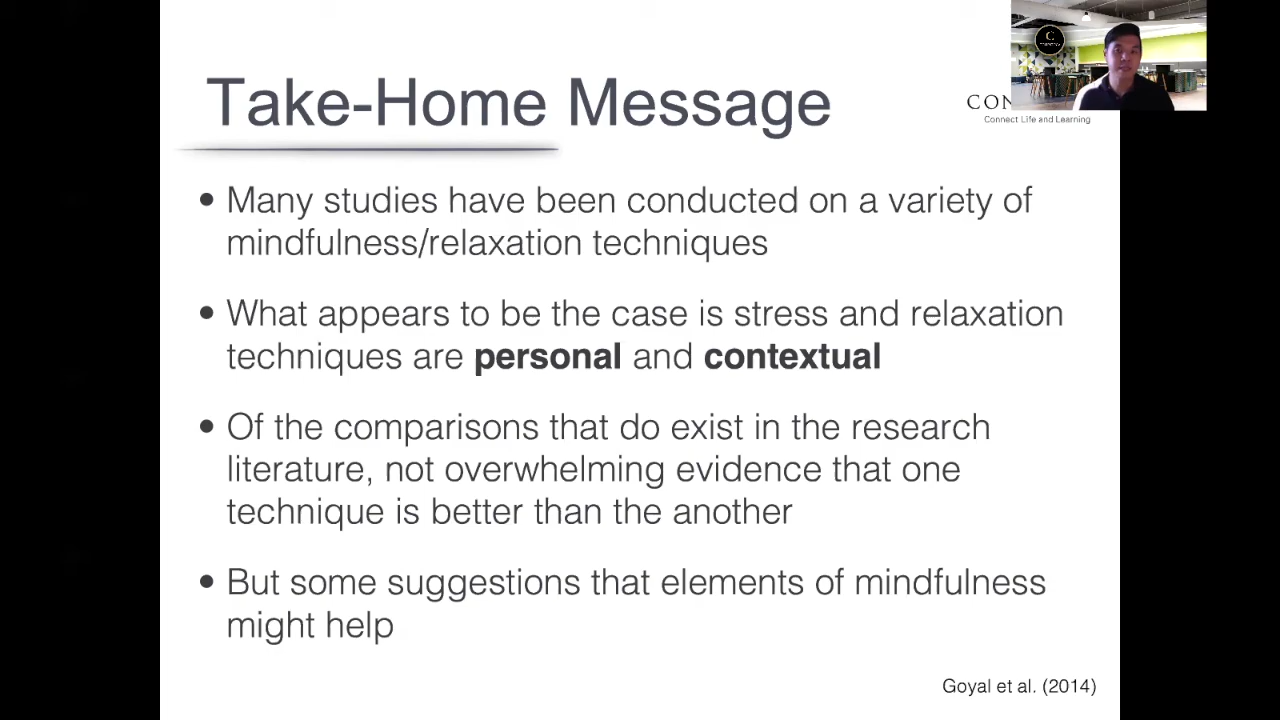 Take-Home Message
CON
Connect Life and Learning
C
• Many studies have been conducted on a variety of
mindfulness/relaxation techniques
• What appears to be the case is stress and relaxation
techniques are personal and contextual
• Of the comparisons that do exist in the research
literature, not overwhelming evidence that one
technique is better than the another
• But some suggestions that elements of mindfulness
might help
Goyal et al. (2014)